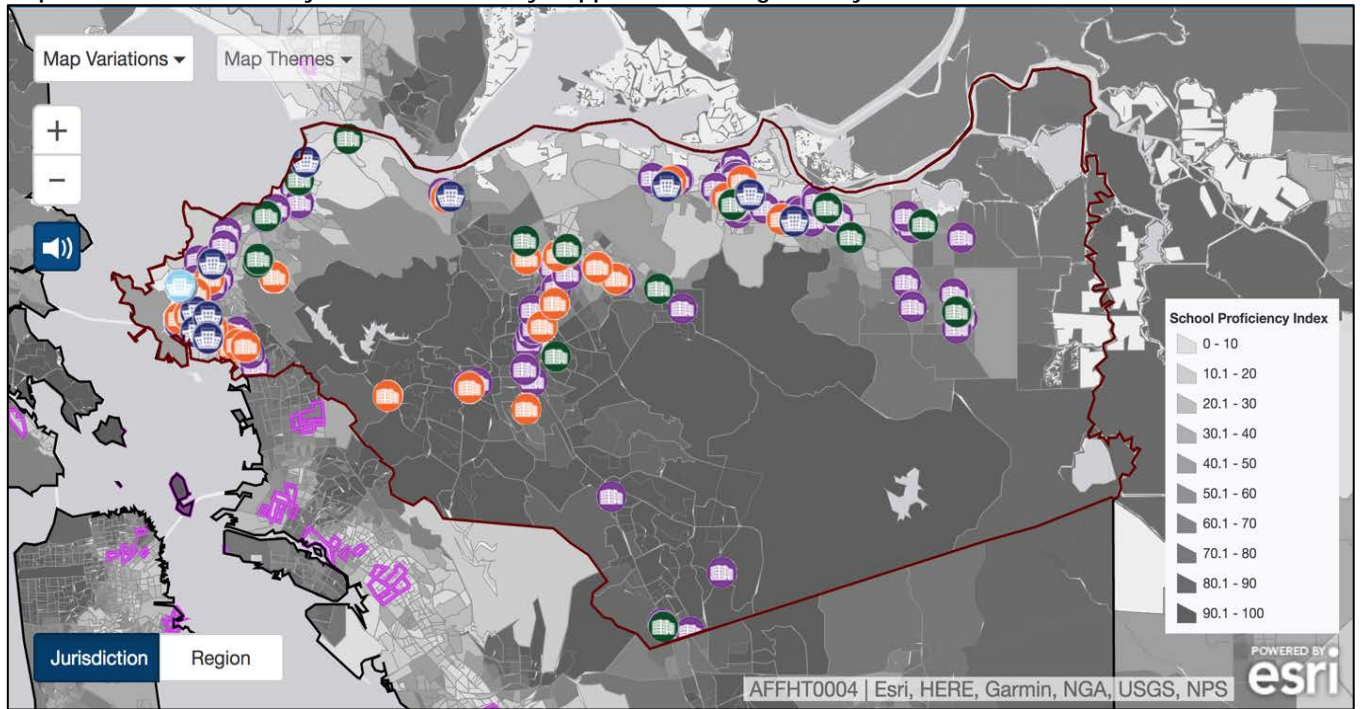 Map Variations
Map Themes
+
−
School Proficiency Index
0 - 10
10.1 - 20
20.1 - 30
30.1 - 40
40.1 - 50
50.1 - 60
60.1 - 70
70.1 - 80
80.1 - 90
90.1 - 100
Jurisdiction
Region
POWERED BY
esri
AFFHT0004 | Esri, HERE, Garmin, NGA, USGS, NPS